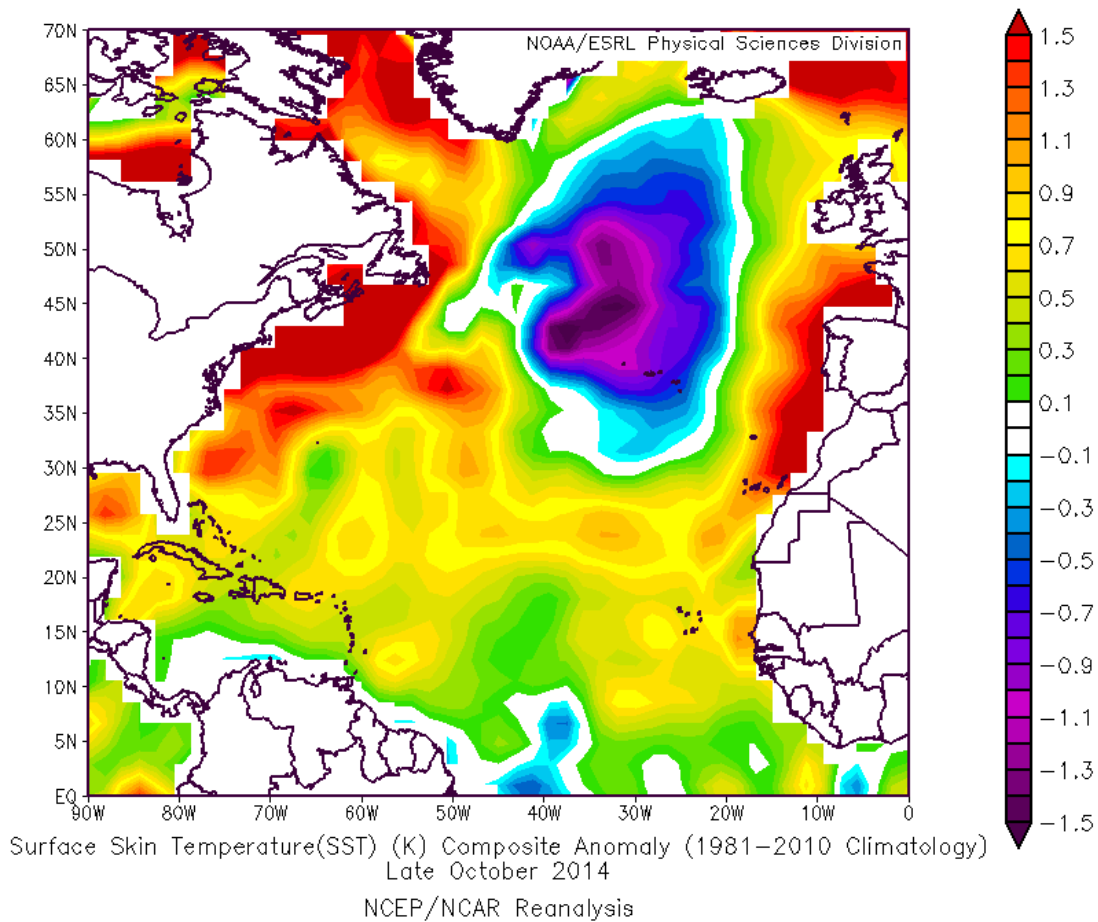 NOAA/ESRL Physical Sciences Division
70N
65N
60N
55N
50N
45N
40N
35N
30N
25N
20N
15N
10N
5N
EQ
90W 80W 70W 60W 50W 40W 30W 20W 10W 0
1.5
1.3
1.1
0.9
0.7
0.5
0.3
0.1
-0.1
-0.3
-0.5
-0.7
-0.9
-1.1
-1.3
-1.5
Surface Skin Temperature(SST) (K) Composite Anomaly (1981-2010 Climatology)
Late October 2014
NCEP/NCAR Reanalysis